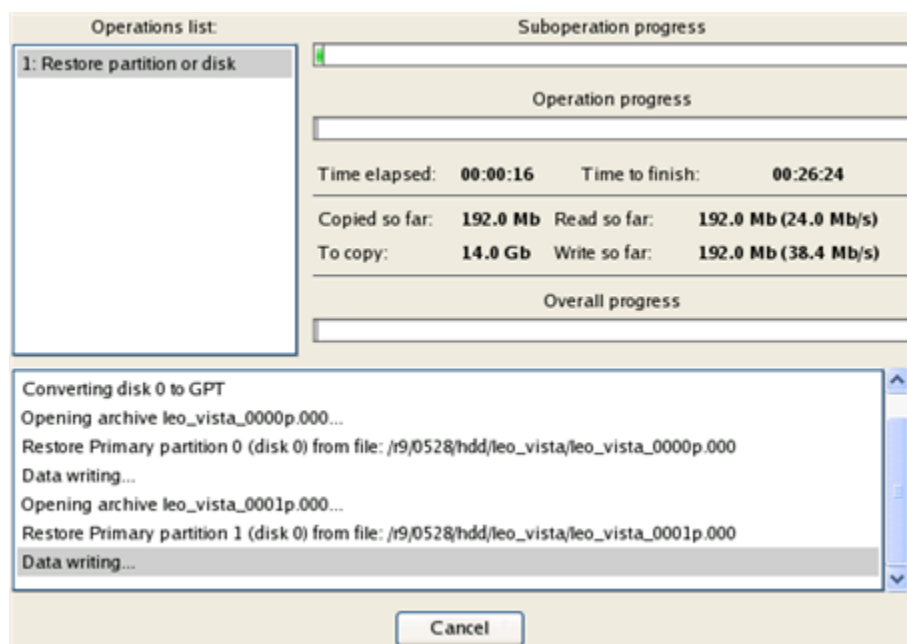 Operations list:
1: Restore partition or disk
Suboperation progress
Operation progress
Time elapsed: 00:00:16 Time to finish: 00:26:24
Copied so far: 192.0 Mb Read so far: 192.0 Mb (24.0 Mb/s)
To copy: 14.0 Gb Write so far: 192.0 Mb (38.4 Mb/s)
Overall progress
Converting disk 0 to GPT
Opening archive leo_vista_0000p.000...
Restore Primary partition 0 (disk 0) from file: /r9/0528/hdd/leo_vista/leo_vista_0000p.000
Data writing...
Opening archive leo_vista_0001p.000...
Restore Primary partition 1 (disk 0) from file: /r9/0528/hdd/leo_vista/leo_vista_0001p.000
Data writing...
Cancel